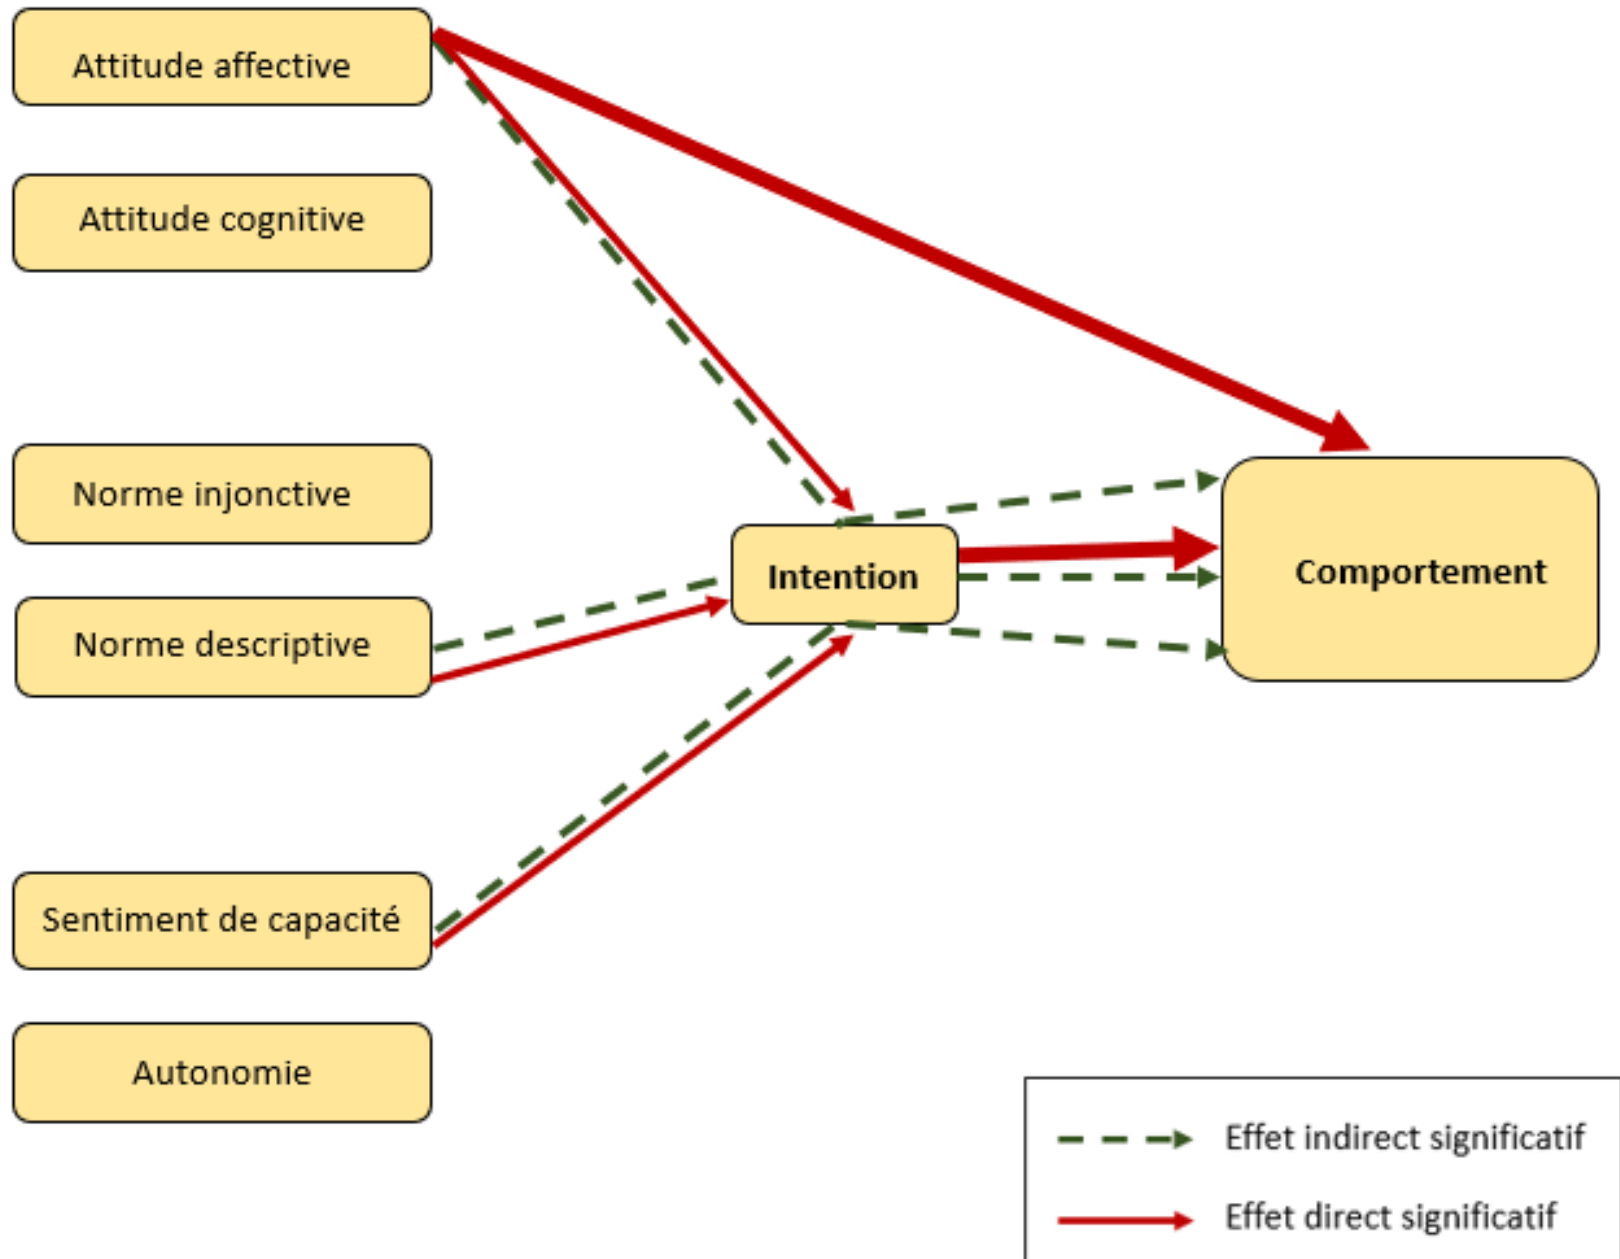 Attitude affective
Attitude cognitive
Norme injonctive
Norme descriptive
Intention
Comportement
Sentiment de capacité
Autonomie
Effet indirect significatif
Effet direct significatif